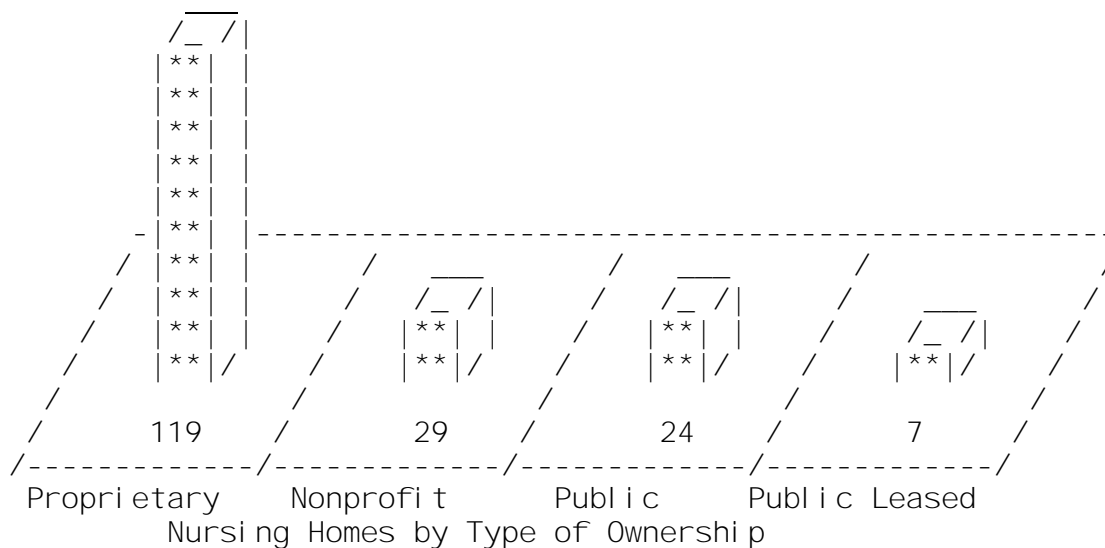 119 29 24 7
Proprietary Nonprofit Public Public Leased
Nursing Homes by Type of Ownership